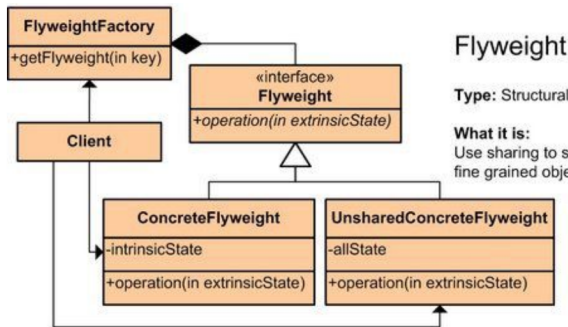 FlyweightFactory
+getFlyweight(in key)
Client
«interface»
Flyweight
+operation(in extrinsicState)
ConcreteFlyweight
-intrinsicState
+operation(in extrinsicState)
UnsharedConcreteFlyweight
-allState
+operation(in extrinsicState)
Flyweight
Type: Structural
What it is:
Use sharing to
fine grained